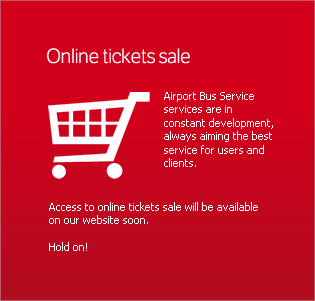 Online tickets sale
Airport Bus Service
services are in
constant development,
always aiming the best
service for users and
clients.
Access to online tickets sale will be available
on our website soon.
Hold on!